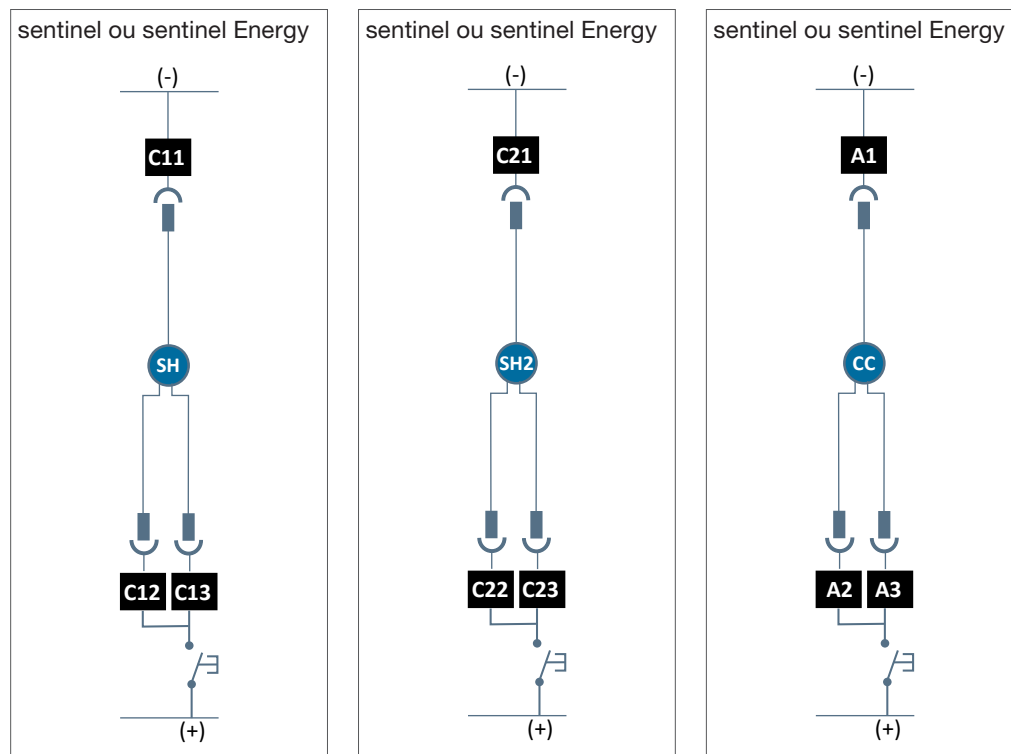 sentinel ou sentinel Energy
(-)
C11
SH
C12 C13
(+)
sentinel ou sentinel Energy
(-)
C21
SH2
C22 C23
(+)
sentinel ou sentinel Energy
(-)
A1
CC
A2 A3
(+)